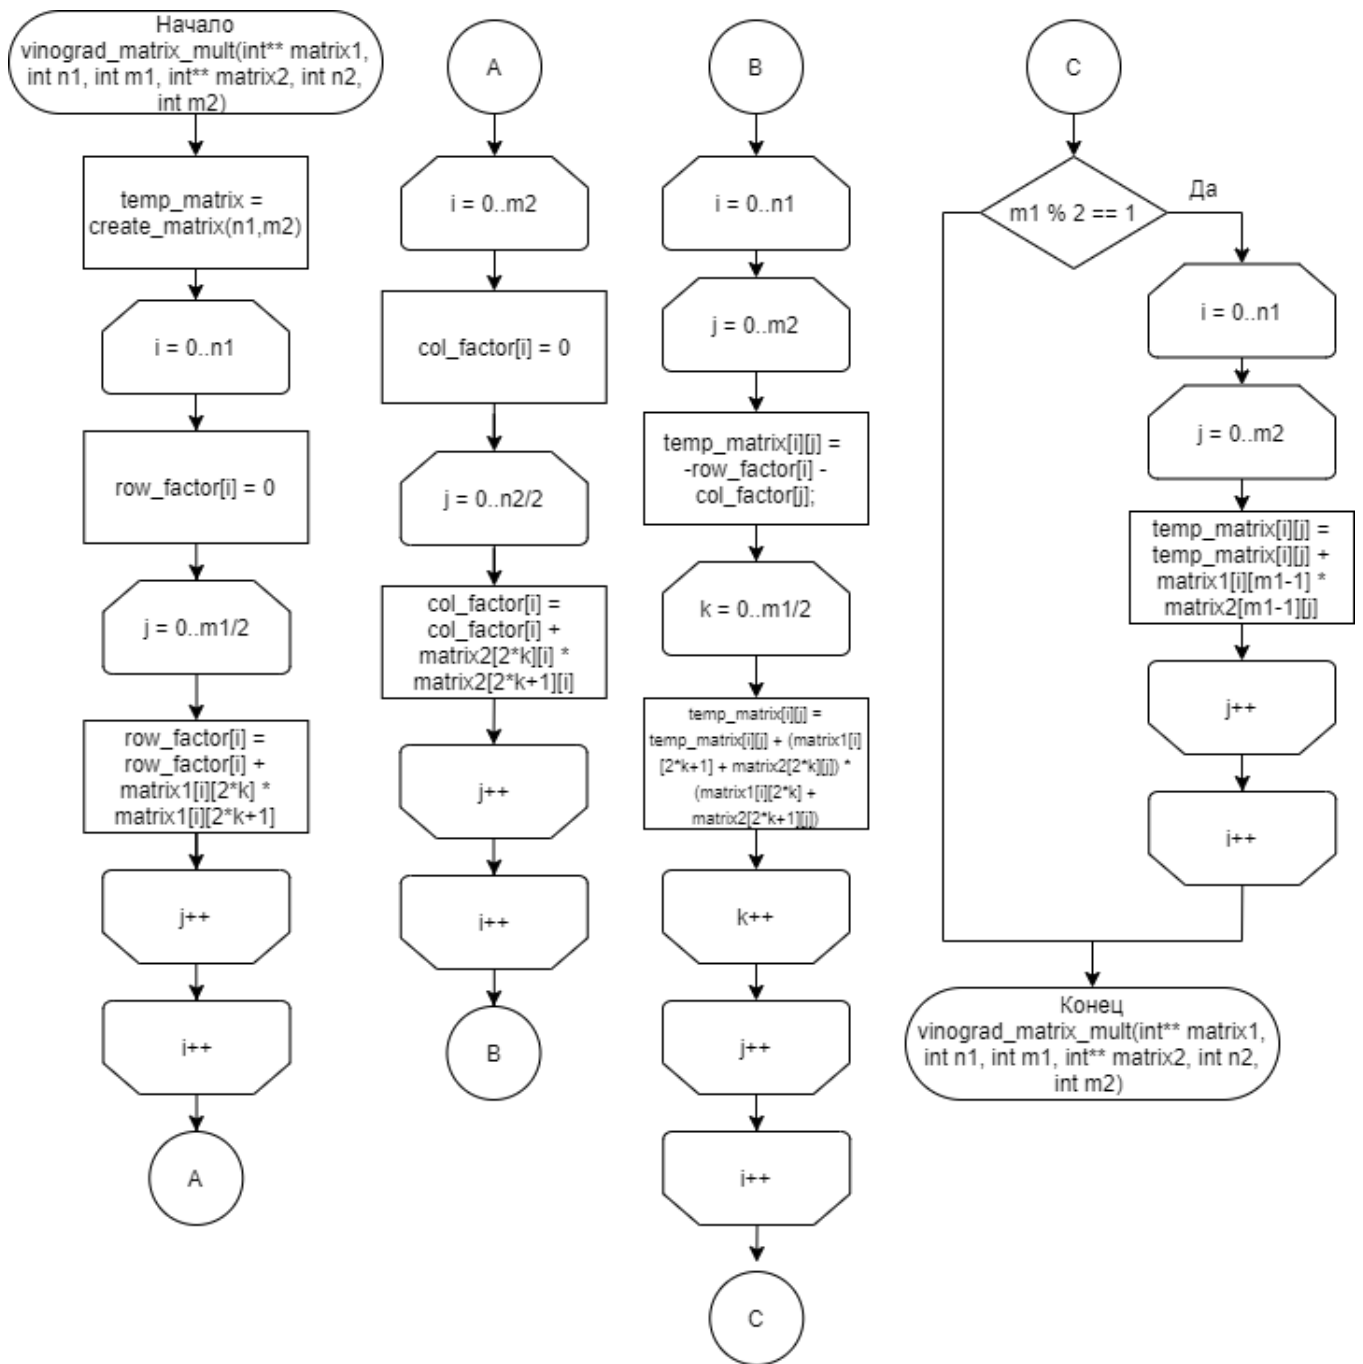 Начало
vinograd_matrix_mult(int** matrix1,
int n1, int m1, int** matrix2, int n2,
int m2)
temp_matrix =
create_matrix(n1,m2)
i = 0..n1
row_factor[i] = 0
j = 0..m1/2
row_factor[i] =
row_factor[i] +
matrix1[i][2*k] *
matrix1[i][2*k+1]
j++
i++
A
A
i = 0..m2
col_factor[i] = 0
j = 0..n2/2
col_factor[i] =
col_factor[i] +
matrix2[2*k][i] *
matrix2[2*k+1][i]
j++
i++
B
B
i = 0..n1
j = 0..m2
temp_matrix[i][j] =
-row_factor[i] -
col_factor[j];
k = 0..m1/2
temp_matrix[i][j] =
temp_matrix[i][j] + (matrix1[i]
[2*k+1] + matrix2[2*k][j]) *
(matrix1[i][2*k] +
matrix2[2*k+1][j])
k++
j++
i++
C
C
m1 % 2 == 1
Да
i = 0..n1
j = 0..m2
temp_matrix[i][j] =
temp_matrix[i][j] +
matrix1[i][m1-1] *
matrix2[m1-1][j]
j++
i++
Конец
vinograd_matrix_mult(int** matrix1,
int n1, int m1, int** matrix2, int n2,
int m2)